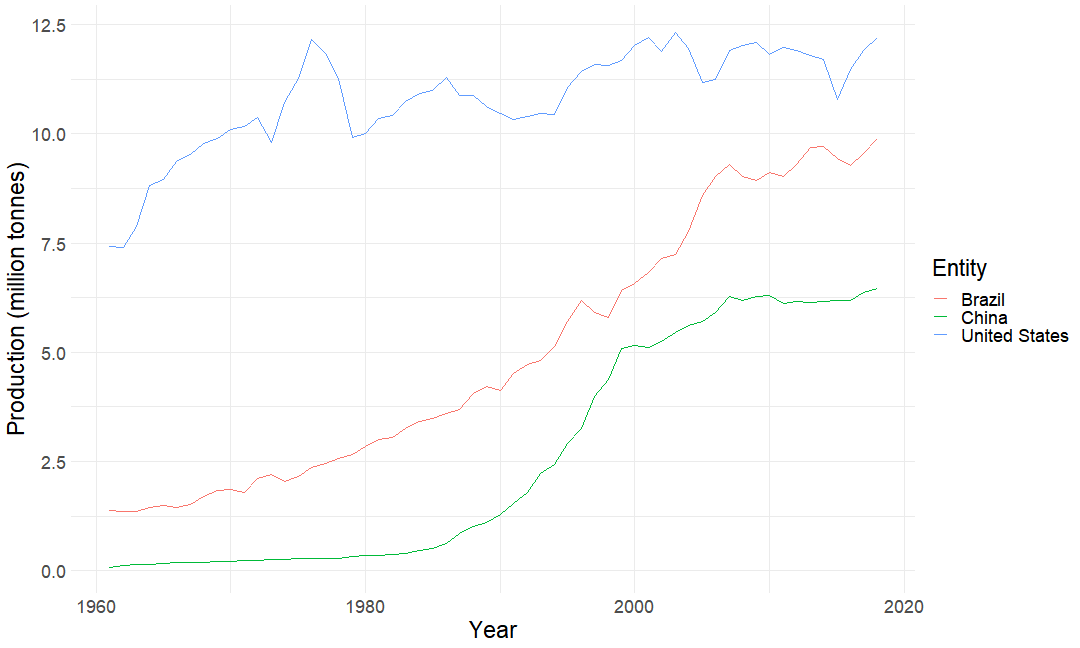 12.5
10.0
7.5
5.0
2.5
0.0
Production (million tonnes)
1960
1980
2000
2020
Year
Entity
Brazil
China
United States